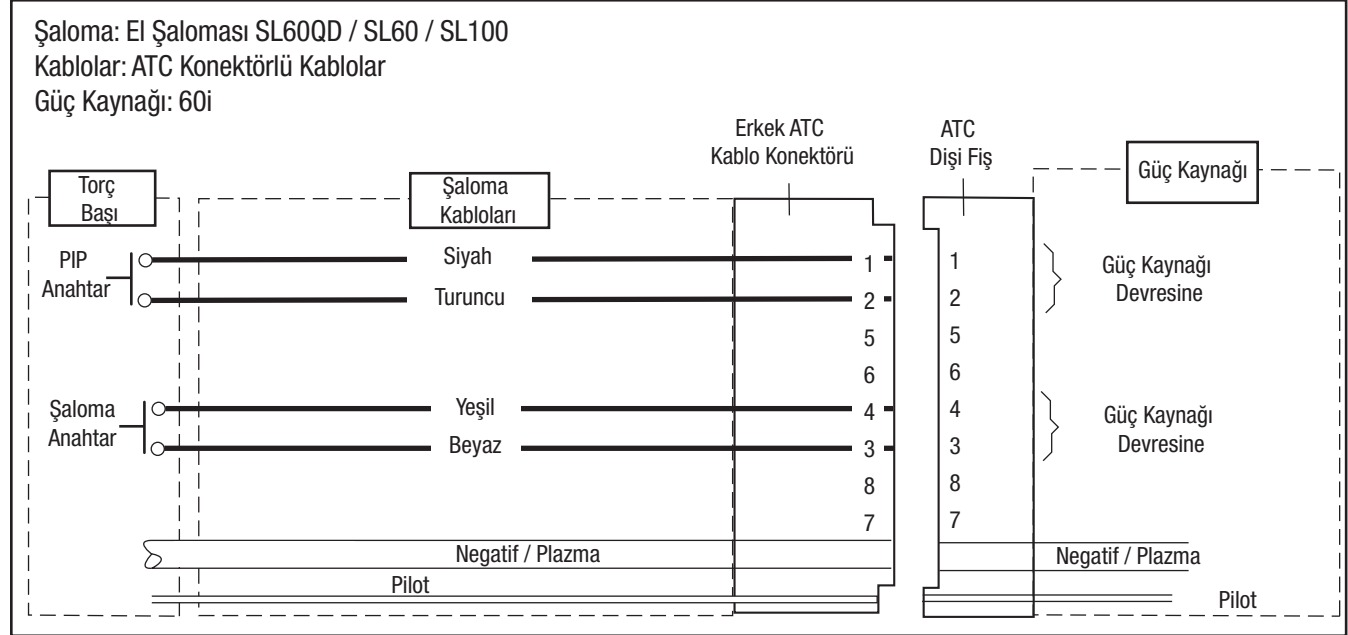 Şaloma: El Şaloması SL60QD / SL60 / SL100
Kablolar: ATC Konektörlü Kablolar
Güç Kaynağı: 60i
Erkek ATC
Kablo Konektörü
ATC
Dişi Fiş
Güç Kaynağı
Torç
Başı
Şaloma
Kabloları
PIP
Anahtar
Siyah
Turuncu
1
2
5
6
1
2
5
6
Güç Kaynağı
Devresine
Şaloma
Anahtar
Yeşil
Beyaz
4
3
8
7
4
3
8
7
Güç Kaynağı
Devresine
Negatif / Plazma
Negatif / Plazma
Pilot
Pilot